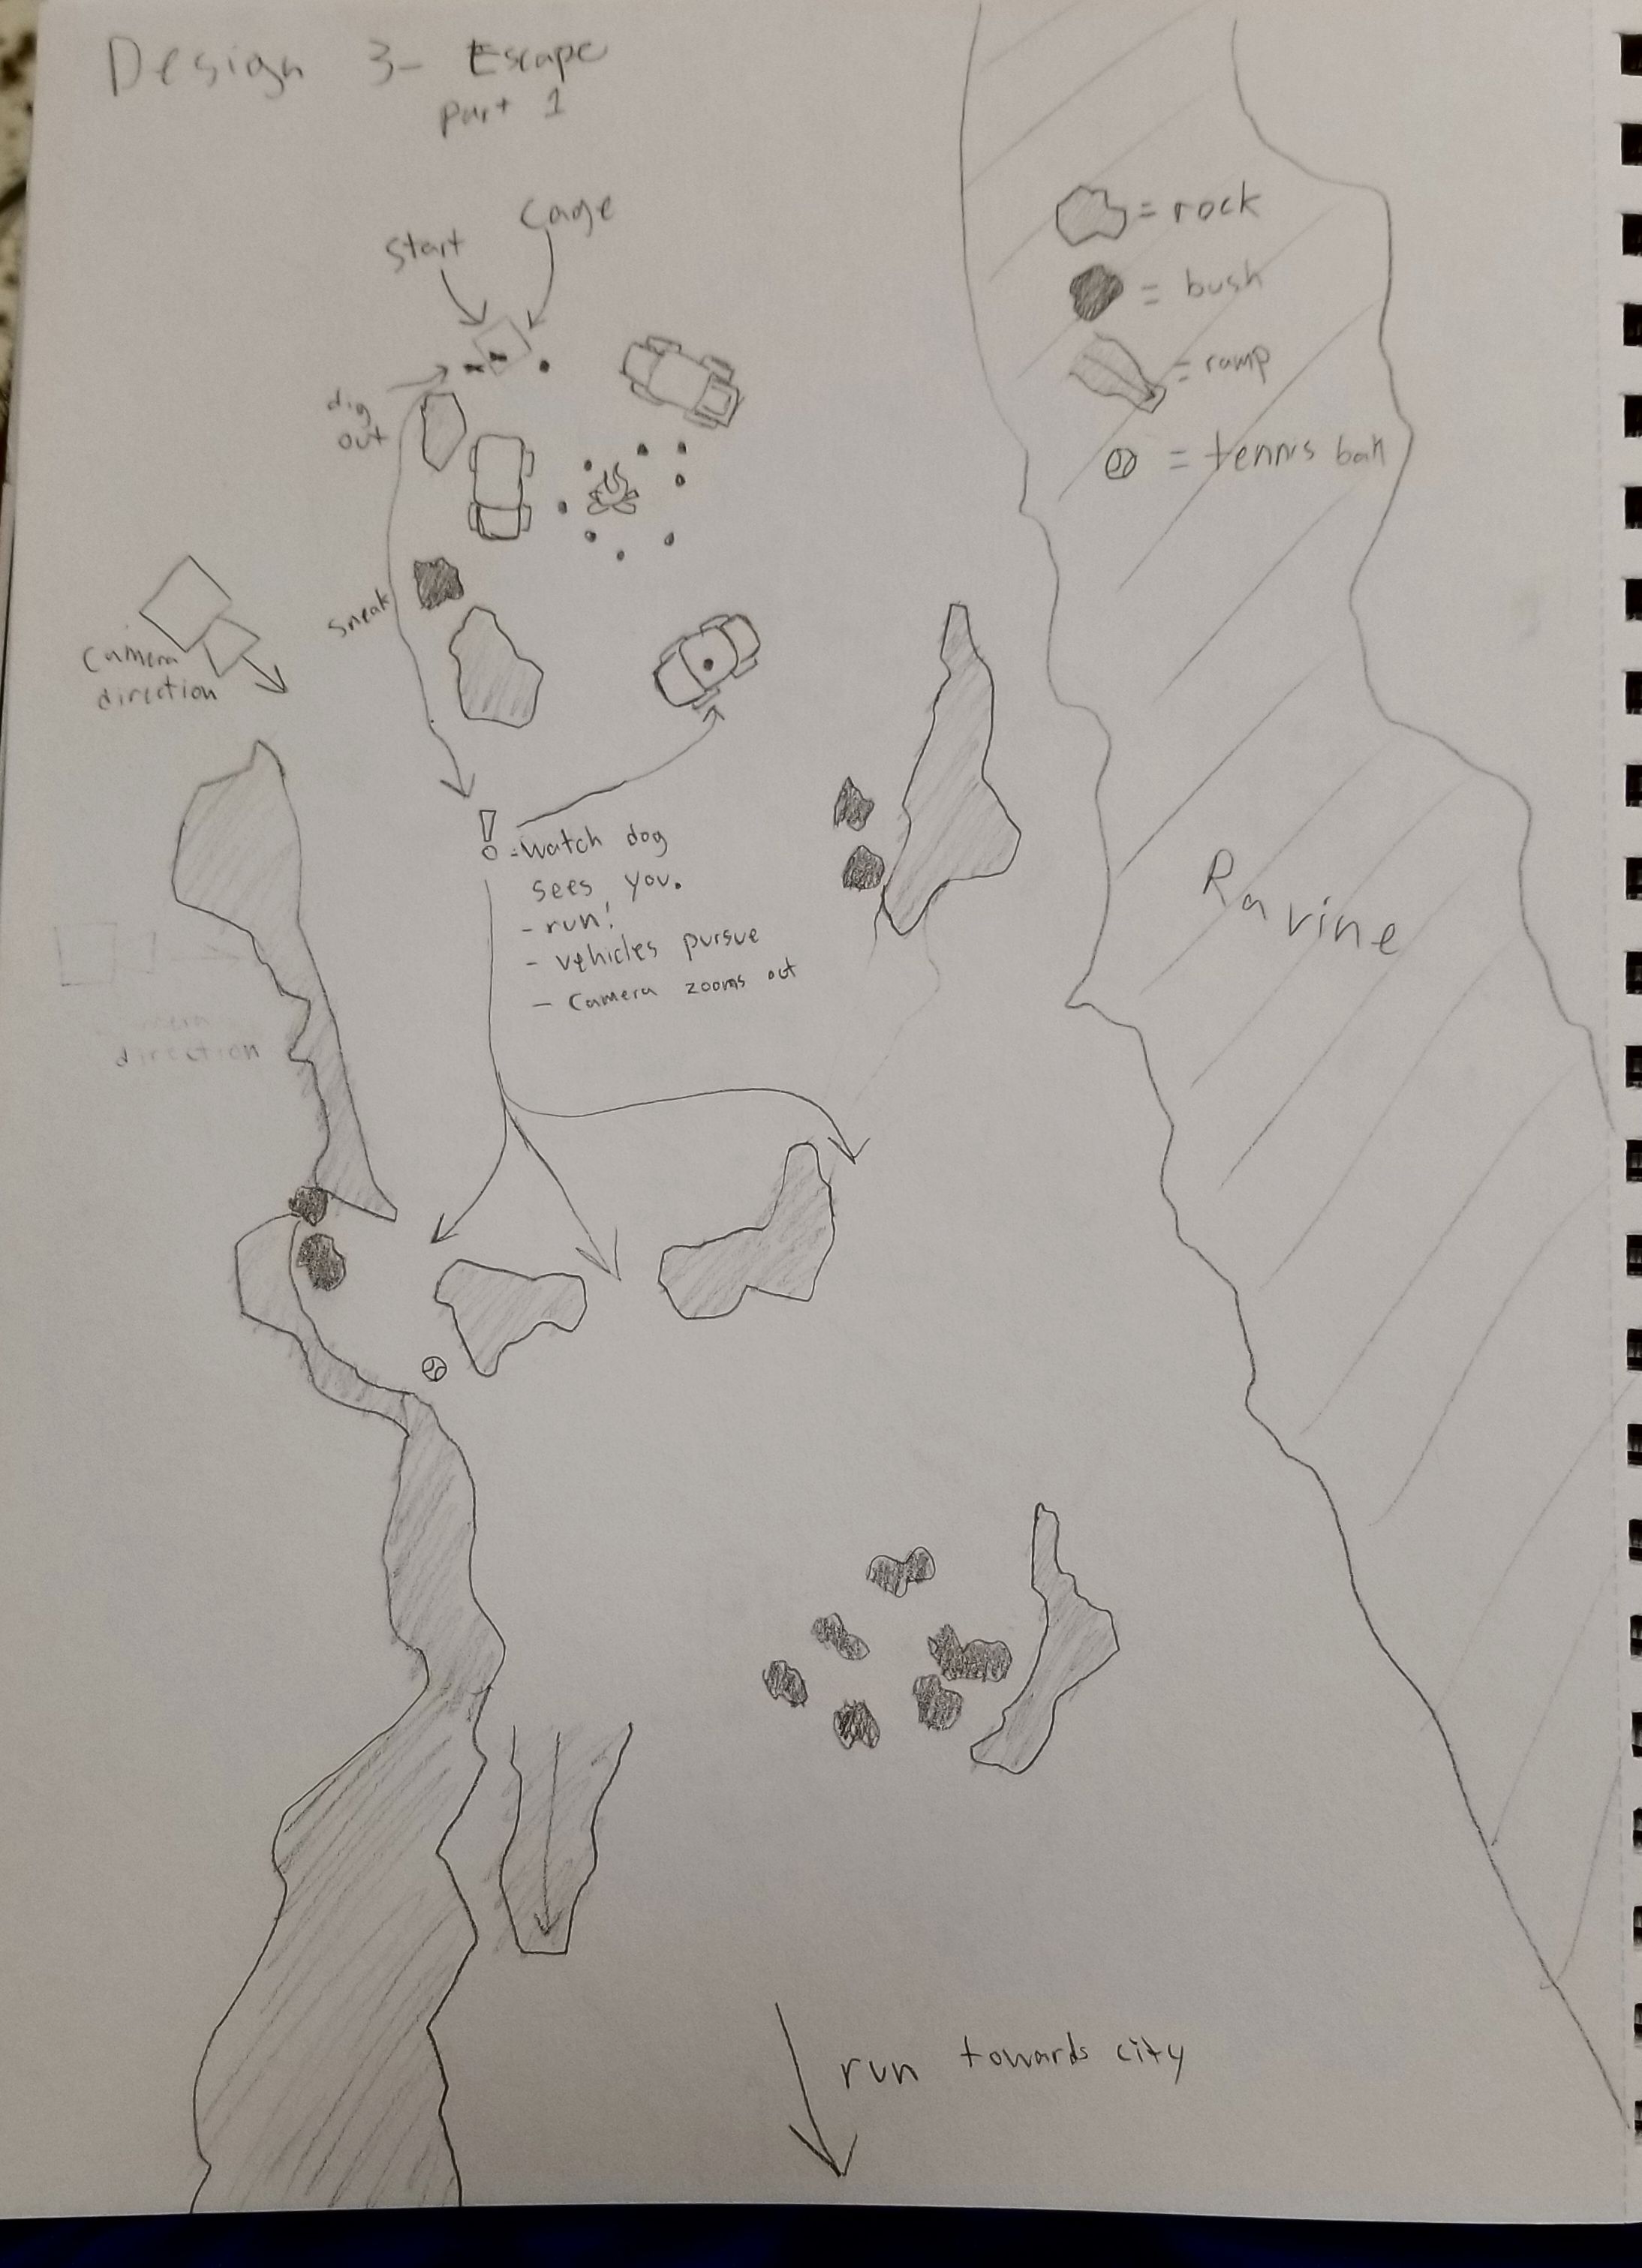 Design 3- Escape
Part 1
Start
Cage
dig
out
Sneak
Camera
direction
= rock
= bush
= ramp
= tennis ball
! = Watch dog
sees you.
- run!
- vehicles pursue
- Camera zooms out
direction
Ravine
run towards city